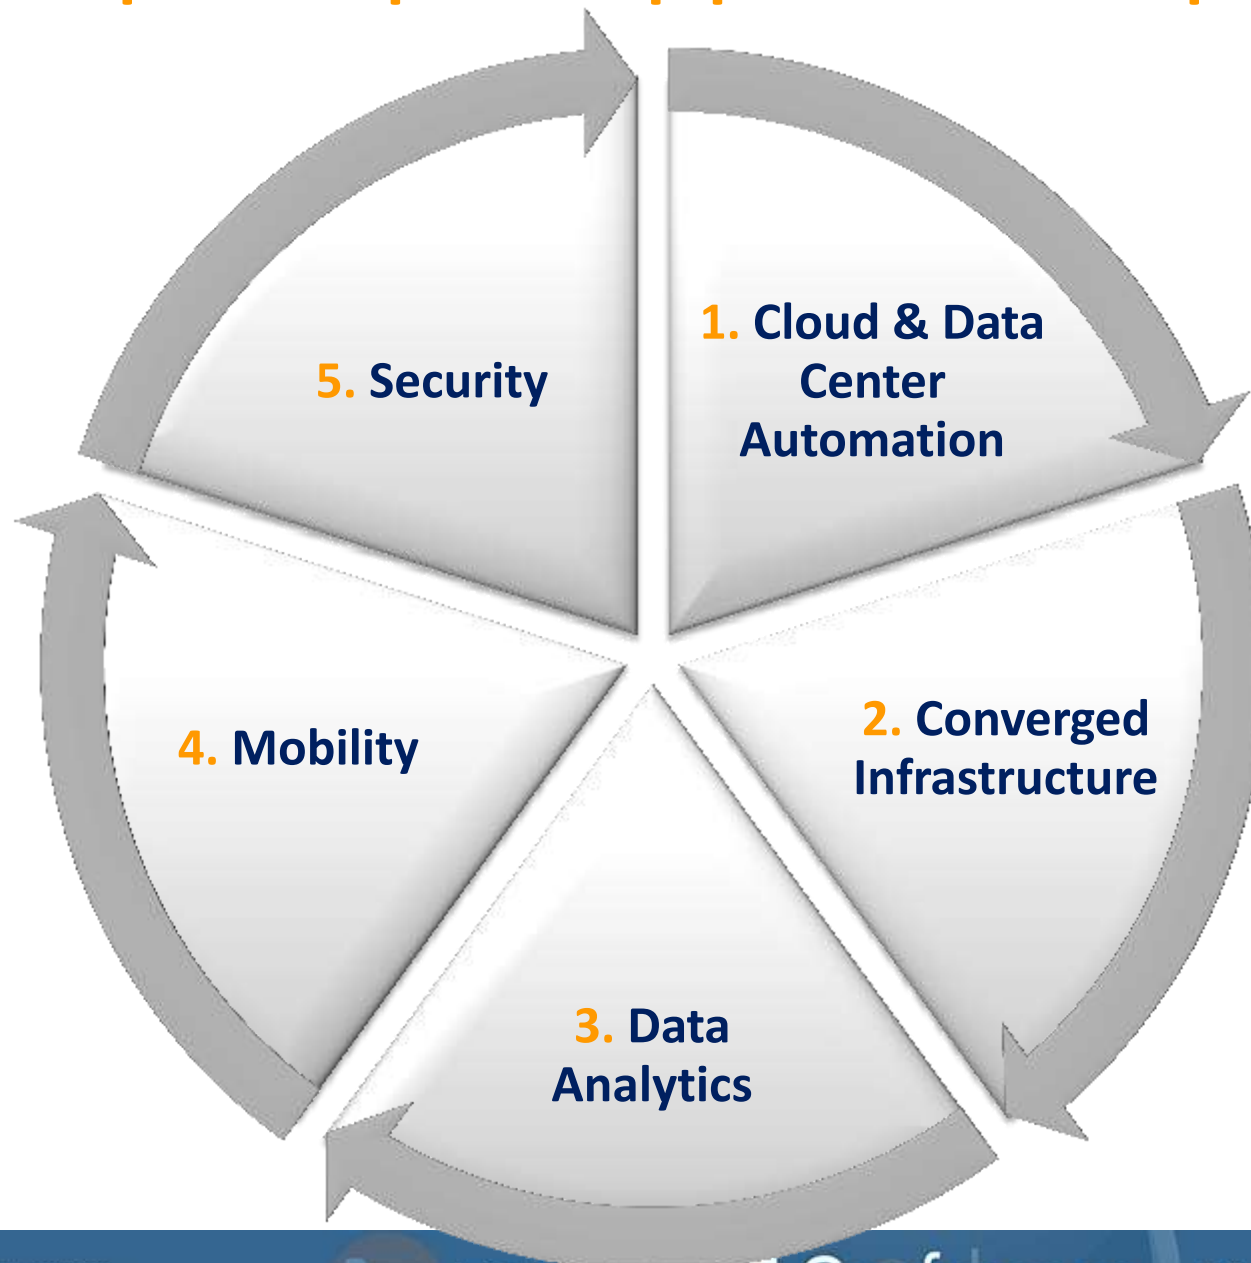 1. Cloud & Data
Center
Automation
2. Converged
Infrastructure
3. Data
Analytics
4. Mobility
5. Security